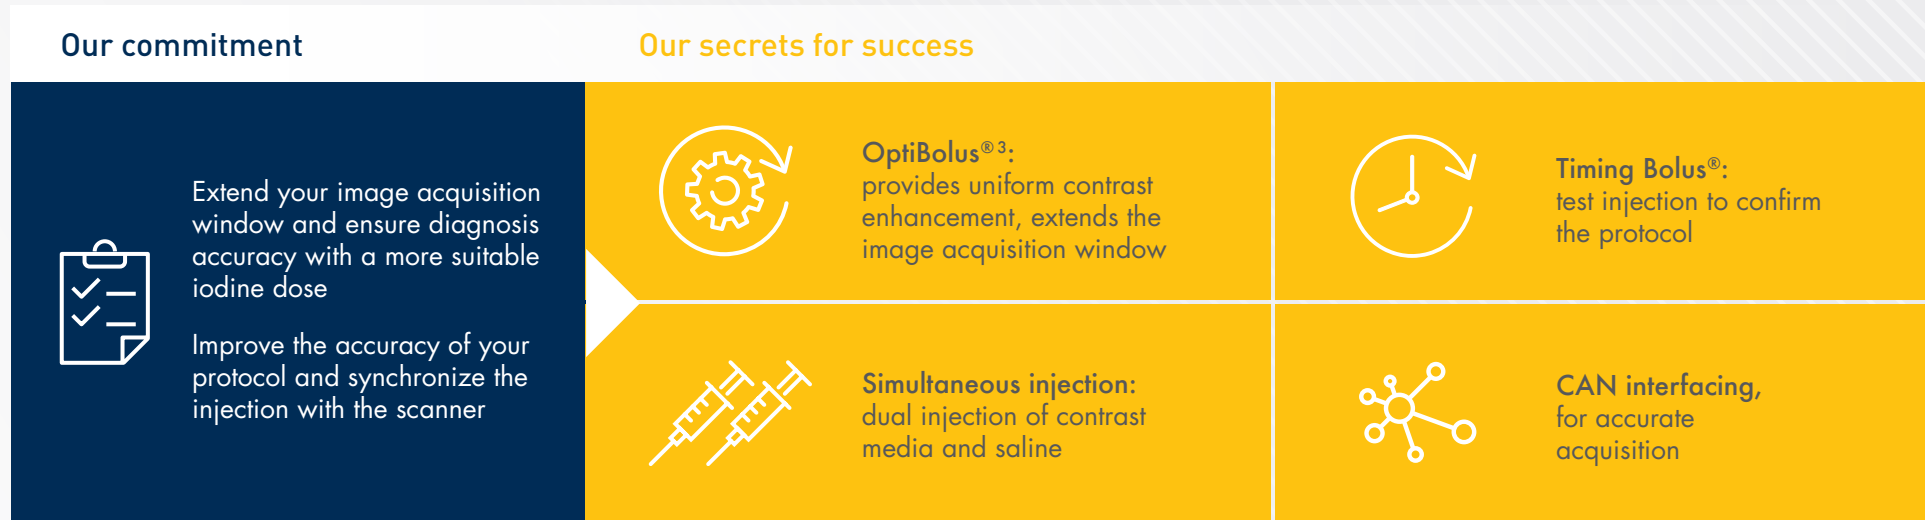 Our commitment
Our secrets for success
Extend your image acquisition
window and ensure diagnosis
accuracy with a more suitable
iodine dose
Improve the accuracy of your
protocol and synchronize the
injection with the scanner
OptiBolus® ³:
provides uniform contrast
enhancement, extends the
image acquisition window
Timing Bolus®:
test injection to confirm
the protocol
Simultaneous injection:
dual injection of contrast
media and saline
CAN interfacing,
for accurate
acquisition